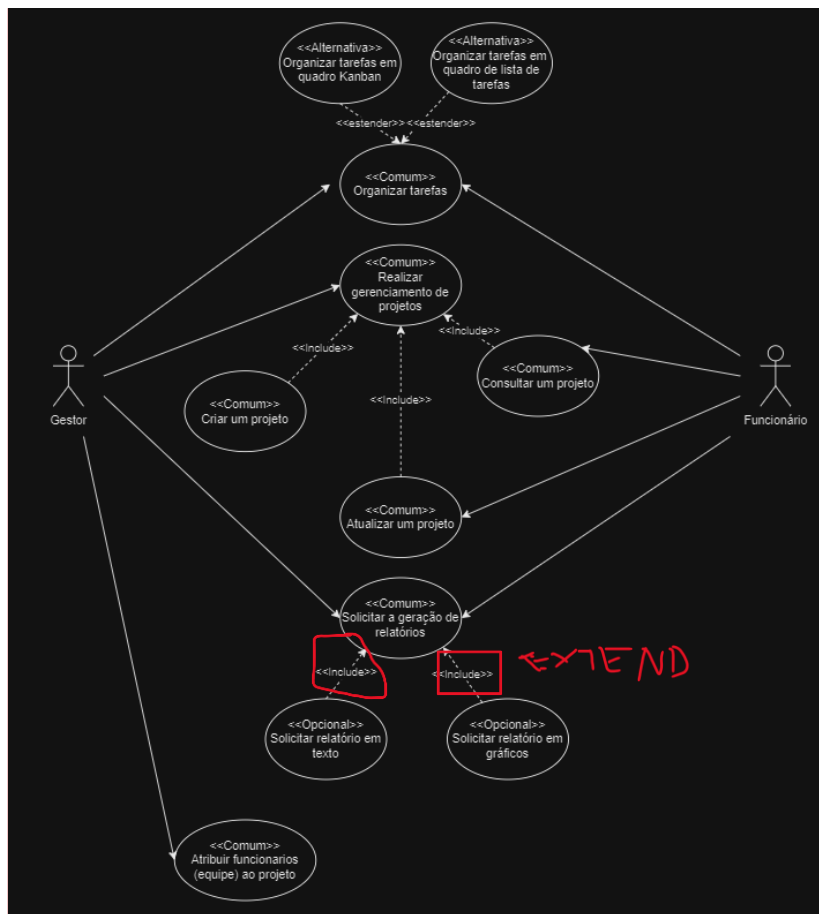 <<Alternativa>>
Organizar tarefas em
quadro Kanban
<<Alternativa>>
Organizar tarefas em
quadro de lista de
tarefas
<<estender>>
<<estender>>
<<Comum>>
Organizar tarefas
<<Comum>>
Realizar
gerenciamento de
projetos
<<Include>>
<<Include>>
<<Comum>>
Consultar um projeto
<<Comum>>
Criar um projeto
<<Include>>
Gestor
Funcionário
<<Comum>>
Atualizar um projeto
<<Comum>>
Solicitar a geração de
relatórios
<<Include>>
<<Include>>
EXTEND
<<Opcional>>
Solicitar relatório em
texto
<<Opcional>>
Solicitar relatório em
gráficos
<<Comum>>
Atribuir funcionarios
(equipe) ao projeto